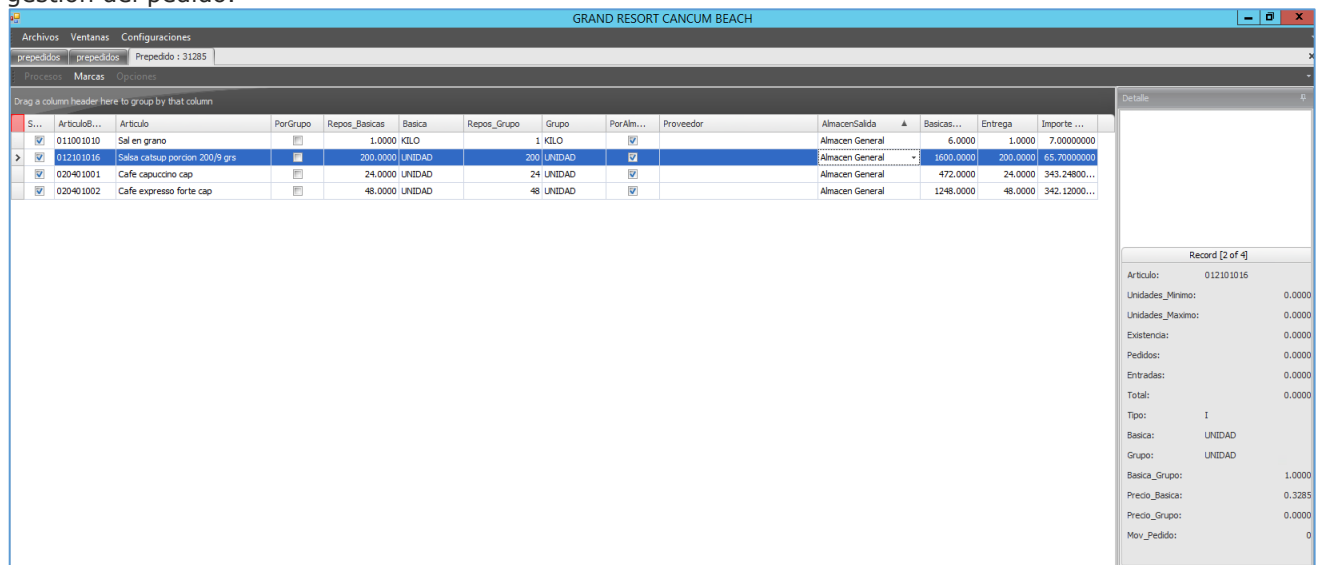 gestión del pedido.
GRAND RESORT CANCUM BEACH
Archivos Ventanas Configuraciones
prepedidos prepedidos Prepedido : 31285
Procesos Marcas Opciones
Drag a column header here to group by that column
S... ArticuloB... Articulo PorGrupo Repos_Basicas Basica Repos_Grupo Grupo PorAlm... Proveedor AlmacenSalida Basicas... Entrega Importe ...
011001010 Sal en grano 1.0000 KILO 1 KILO Almacen General 6.0000 1.0000 7.00000000
012101016 Salsa catsup porcion 200/9 grs 200.0000 UNIDAD 200 UNIDAD Almacen General 1600.0000 200.0000 65.70000000
020401001 Cafe capuccino cap 24.0000 UNIDAD 24 UNIDAD Almacen General 472.0000 24.0000 343.24800...
020401002 Cafe expresso forte cap 48.0000 UNIDAD 48 UNIDAD Almacen General 1248.0000 48.0000 342.12000...
Detalle
Record [2 of 4]
Articulo: 012101016
Unidades_Minimo: 0.0000
Unidades_Maximo: 0.0000
Existencia: 0.0000
Pedidos: 0.0000
Entradas: 0.0000
Total: 0.0000
Tipo: I
Basica: UNIDAD
Grupo: UNIDAD
Basica_Grupo: 1.0000
Precio_Basica: 0.3285
Precio_Grupo: 0.0000
Mov_Pedido: 0